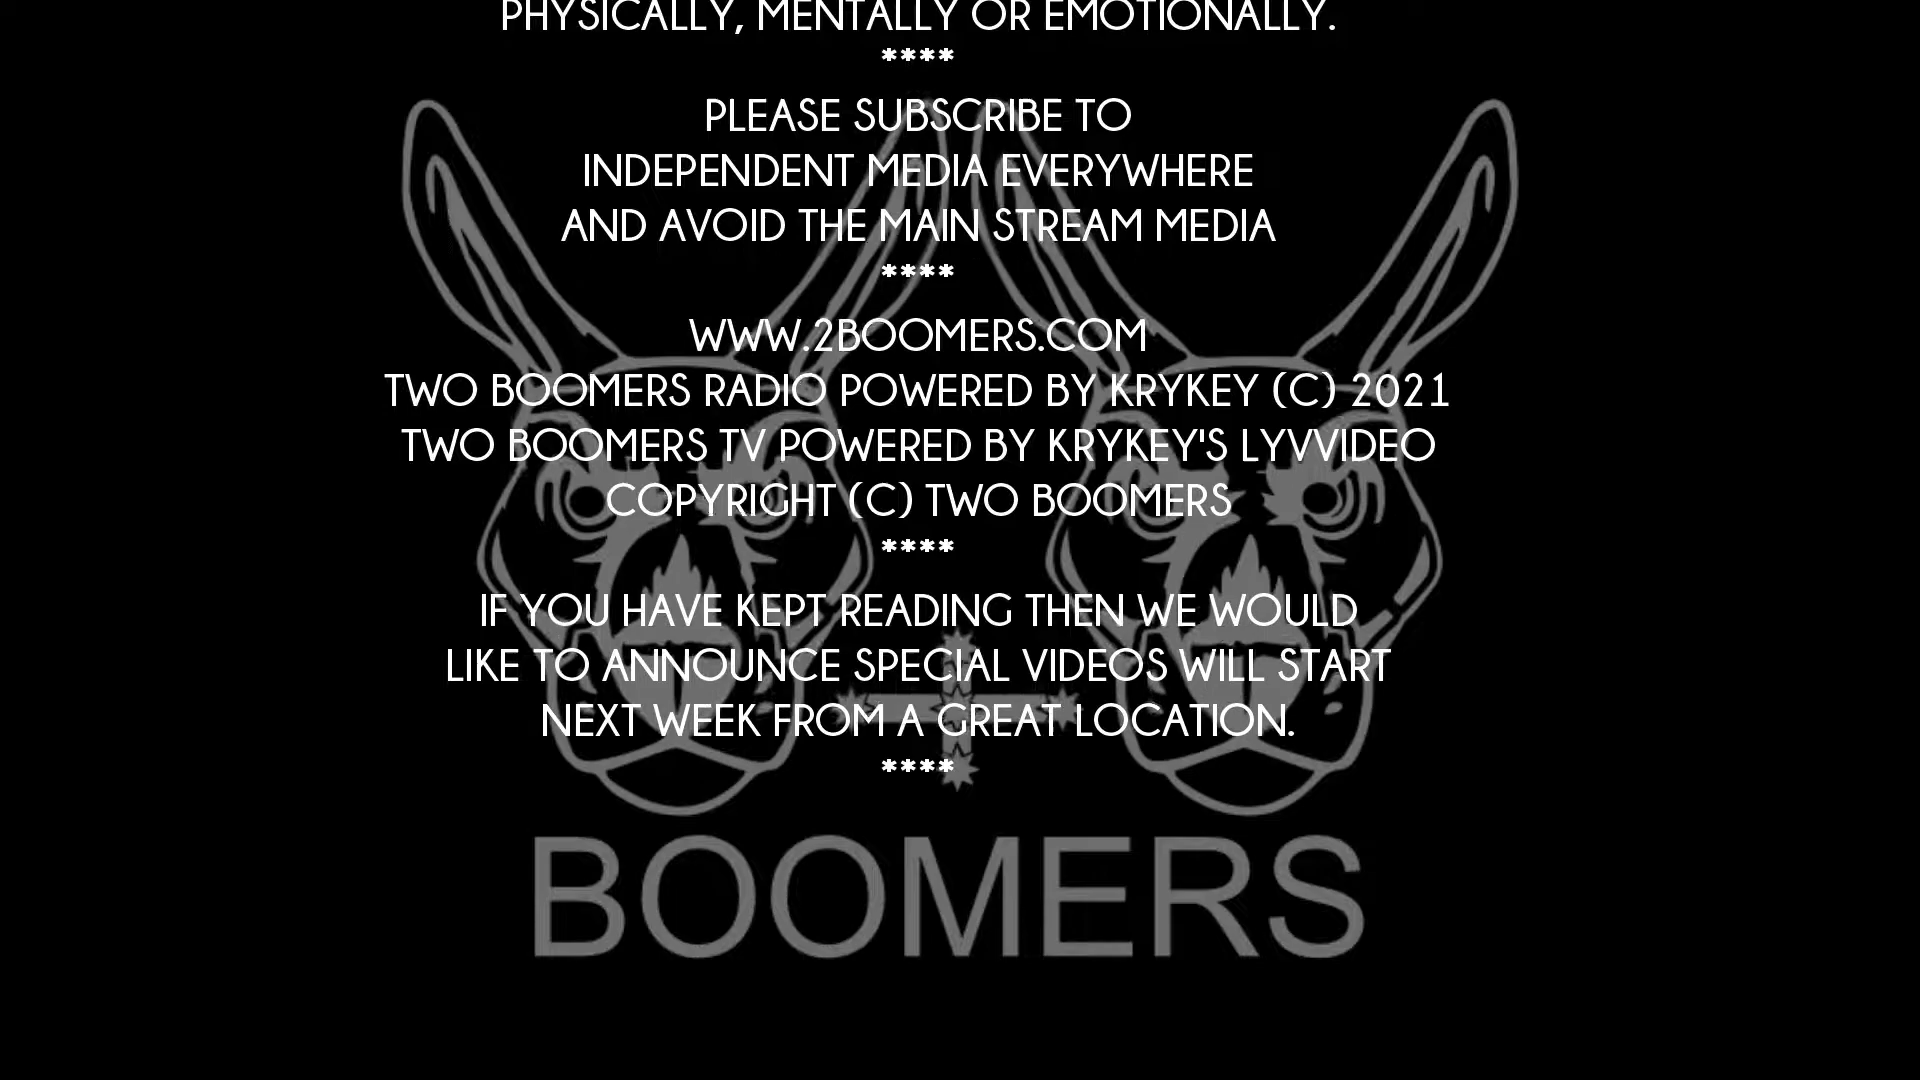 PHYSICALLY, MENTALLY OR EMOTIONALLY.
****
PLEASE SUBSCRIBE TO
INDEPENDENT MEDIA EVERYWHERE
AND AVOID THE MAIN STREAM MEDIA
****
WWW.2BOOMERS.COM
TWO BOOMERS RADIO POWERED BY KRYKEY (C) 2021
TWO BOOMERS TV POWERED BY KRYKEY'S LYVVIDEO
COPYRIGHT (C) TWO BOOMERS
****
IF YOU HAVE KEPT READING THEN WE WOULD
LIKE TO ANNOUNCE SPECIAL VIDEOS WILL START
NEXT WEEK FROM A GREAT LOCATION.
****
BOOMERS